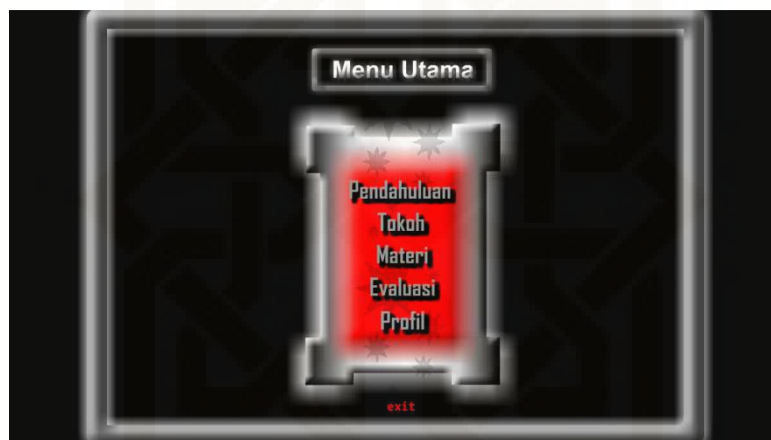 Menu Utama
Pendahuluan
Tokoh
Materi
Evaluasi
Profil
exit